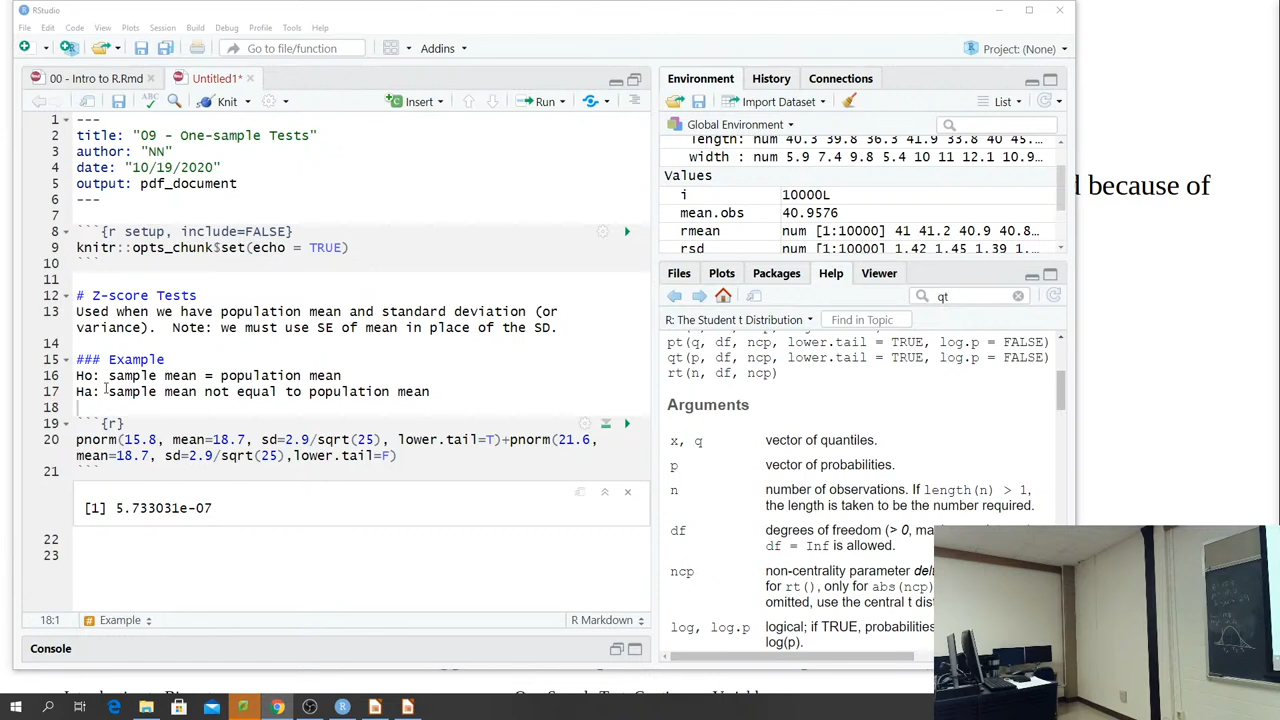 RStudio
File Edit Code View Plots Session Build Debug Profile Tools Help
Go to file/function Addins Project: (None)
00 - Intro to R.Rmd Untitled1*
Knit Insert Run
1 ---
2 title: "09 - One-sample Tests"
3 author: "NN"
4 date: "10/19/2020"
5 output: pdf_document
6 ---
7
8 ```{r setup, include=FALSE}
9 knitr::opts_chunk$set(echo = TRUE)
10 ```
11
12 # Z-score Tests
13 Used when we have population mean and standard deviation (or
variance). Note: we must use SE of mean in place of the SD.
14
15 ### Example
16 Ho: sample mean = population mean
17 Ha: sample mean not equal to population mean
18
19 ```{r}
20 pnorm(15.8, mean=18.7, sd=2.9/sqrt(25), lower.tail=T)+pnorm(21.6,
mean=18.7, sd=2.9/sqrt(25),lower.tail=F)
21 ```
[1] 5.733031e-07
22
23
18:1 Example R Markdown
Console
Environment History Connections
Import Dataset List
Global Environment
length: num 40.3 39.8 36.3 41.9 33.8 40 45...
width : num 5.9 7.4 9.8 5.4 10 11 12.1 10.9...
Values
i 10000L
mean.obs 40.9576
rmean num [1:10000] 41 41.2 40.9 40.8...
rsd num [1:10000] 1.42 1.45 1.39 1...
Files Plots Packages Help Viewer
qt
R: The Student t Distribution Find in Topic
pt(q, df, ncp, lower.tail = TRUE, log.p = FALSE)
qt(p, df, ncp, lower.tail = TRUE, log.p = FALSE)
rt(n, df, ncp)
Arguments
x, q vector of quantiles.
p vector of probabilities.
n number of observations. If length(n) > 1,
the length is taken to be the number required.
df degrees of freedom (> 0,
df = Inf is allowed.
ncp non-centrality parameter
for rt(), only for abs(ncp)
omitted, use the central t
log, log.p logical; if TRUE, probabilities
log(p).
because of